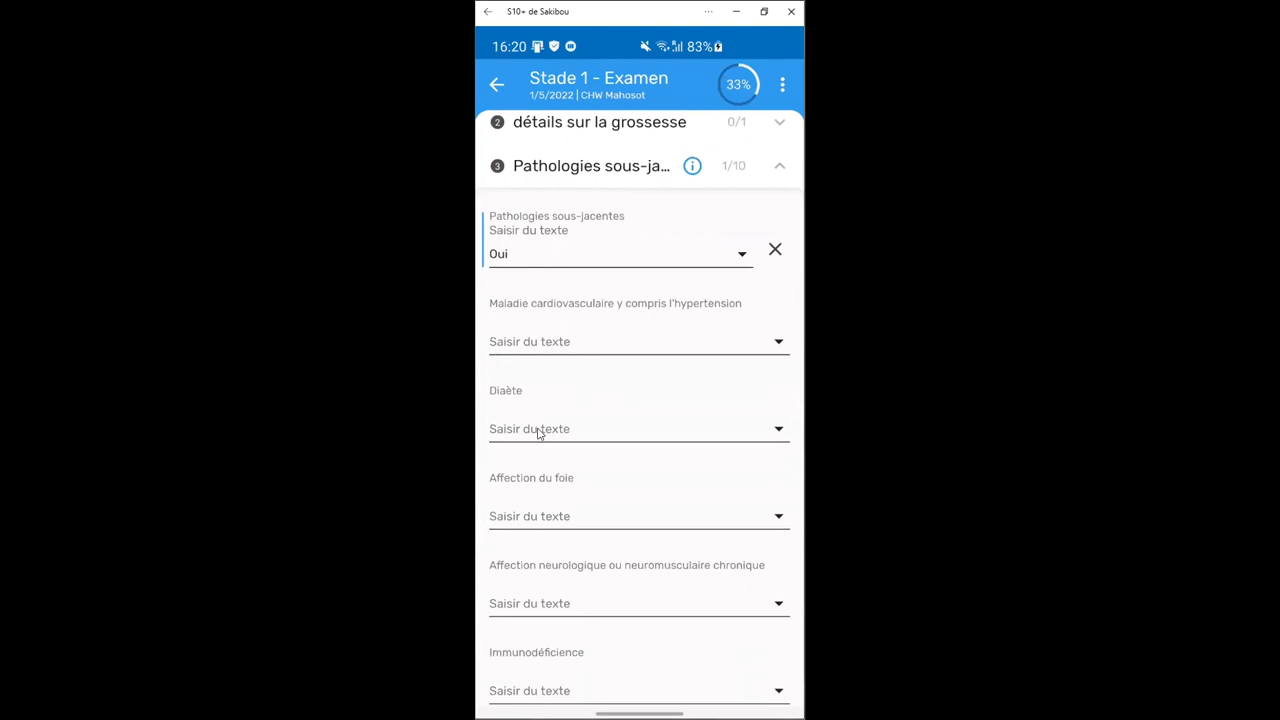 S10+ de Sakibou
16:20 83%
Stade 1 - Examen
1/5/2022 | CHW Mahosot
33%
2 détails sur la grossesse 0/1
3 Pathologies sous-ja... 1/10
Pathologies sous-jacentes
Saisir du texte
Oui
Maladie cardiovasculaire y compris l'hypertension
Saisir du texte
Diaète
Saisir du texte
Affection du foie
Saisir du texte
Affection neurologique ou neuromusculaire chronique
Saisir du texte
Immunodéficience
Saisir du texte